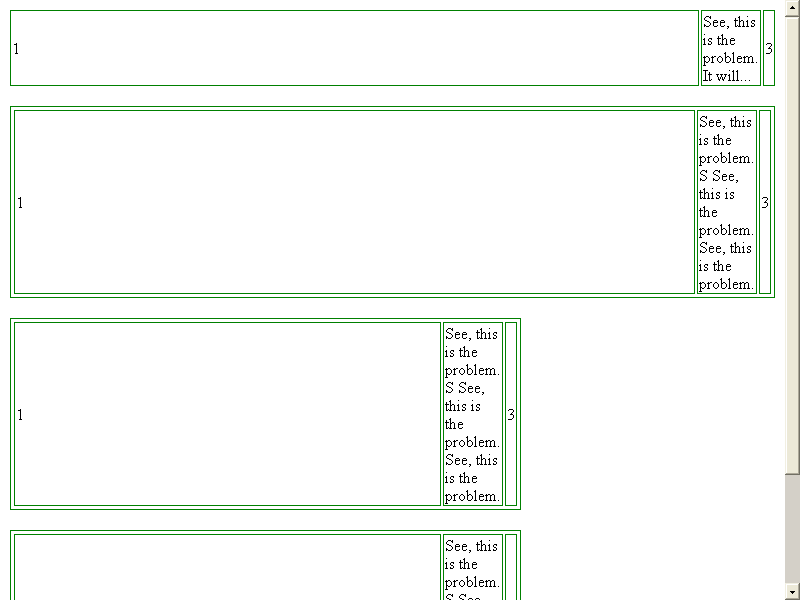 1
See, this
is the
problem.
It will...
3
1
See, this
is the
problem.
S See,
this is
the
problem.
See, this
is the
problem.
3
1
See, this
is the
problem.
S See,
this is
the
problem.
See, this
is the
problem.
3
See, this
is the
problem.
S See,